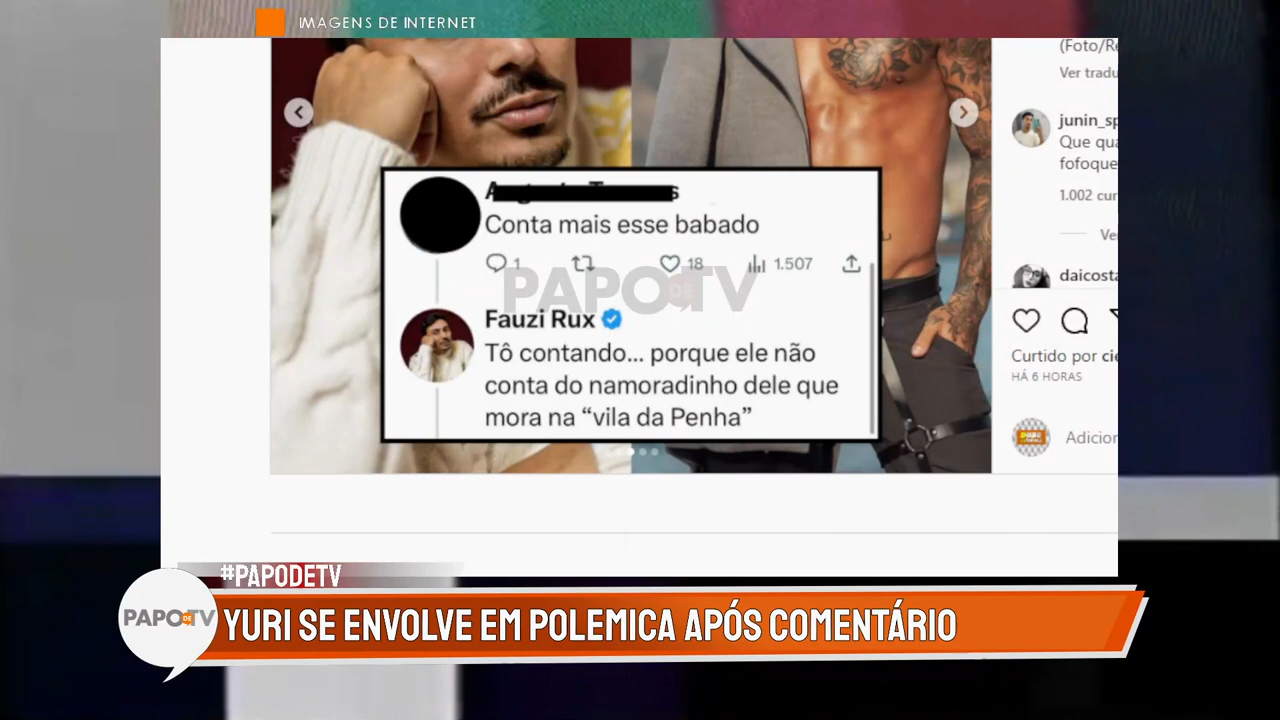 IMAGENS DE INTERNET
(Foto/Re
Ver tradu
junin_sp
Que qua
fofoque
1.002 cur
Ve
daicosta
Curtido por cie
HÁ 6 HORAS
Adicion
Conta mais esse babado
1 18 1.507
PAPO DE TV
Fauzi Rux
Tô contando... porque ele não
conta do namoradinho dele que
mora na “vila da Penha”
#PAPODETV
PAPO DE TV
YURI SE ENVOLVE EM POLEMICA APÓS COMENTÁRIO